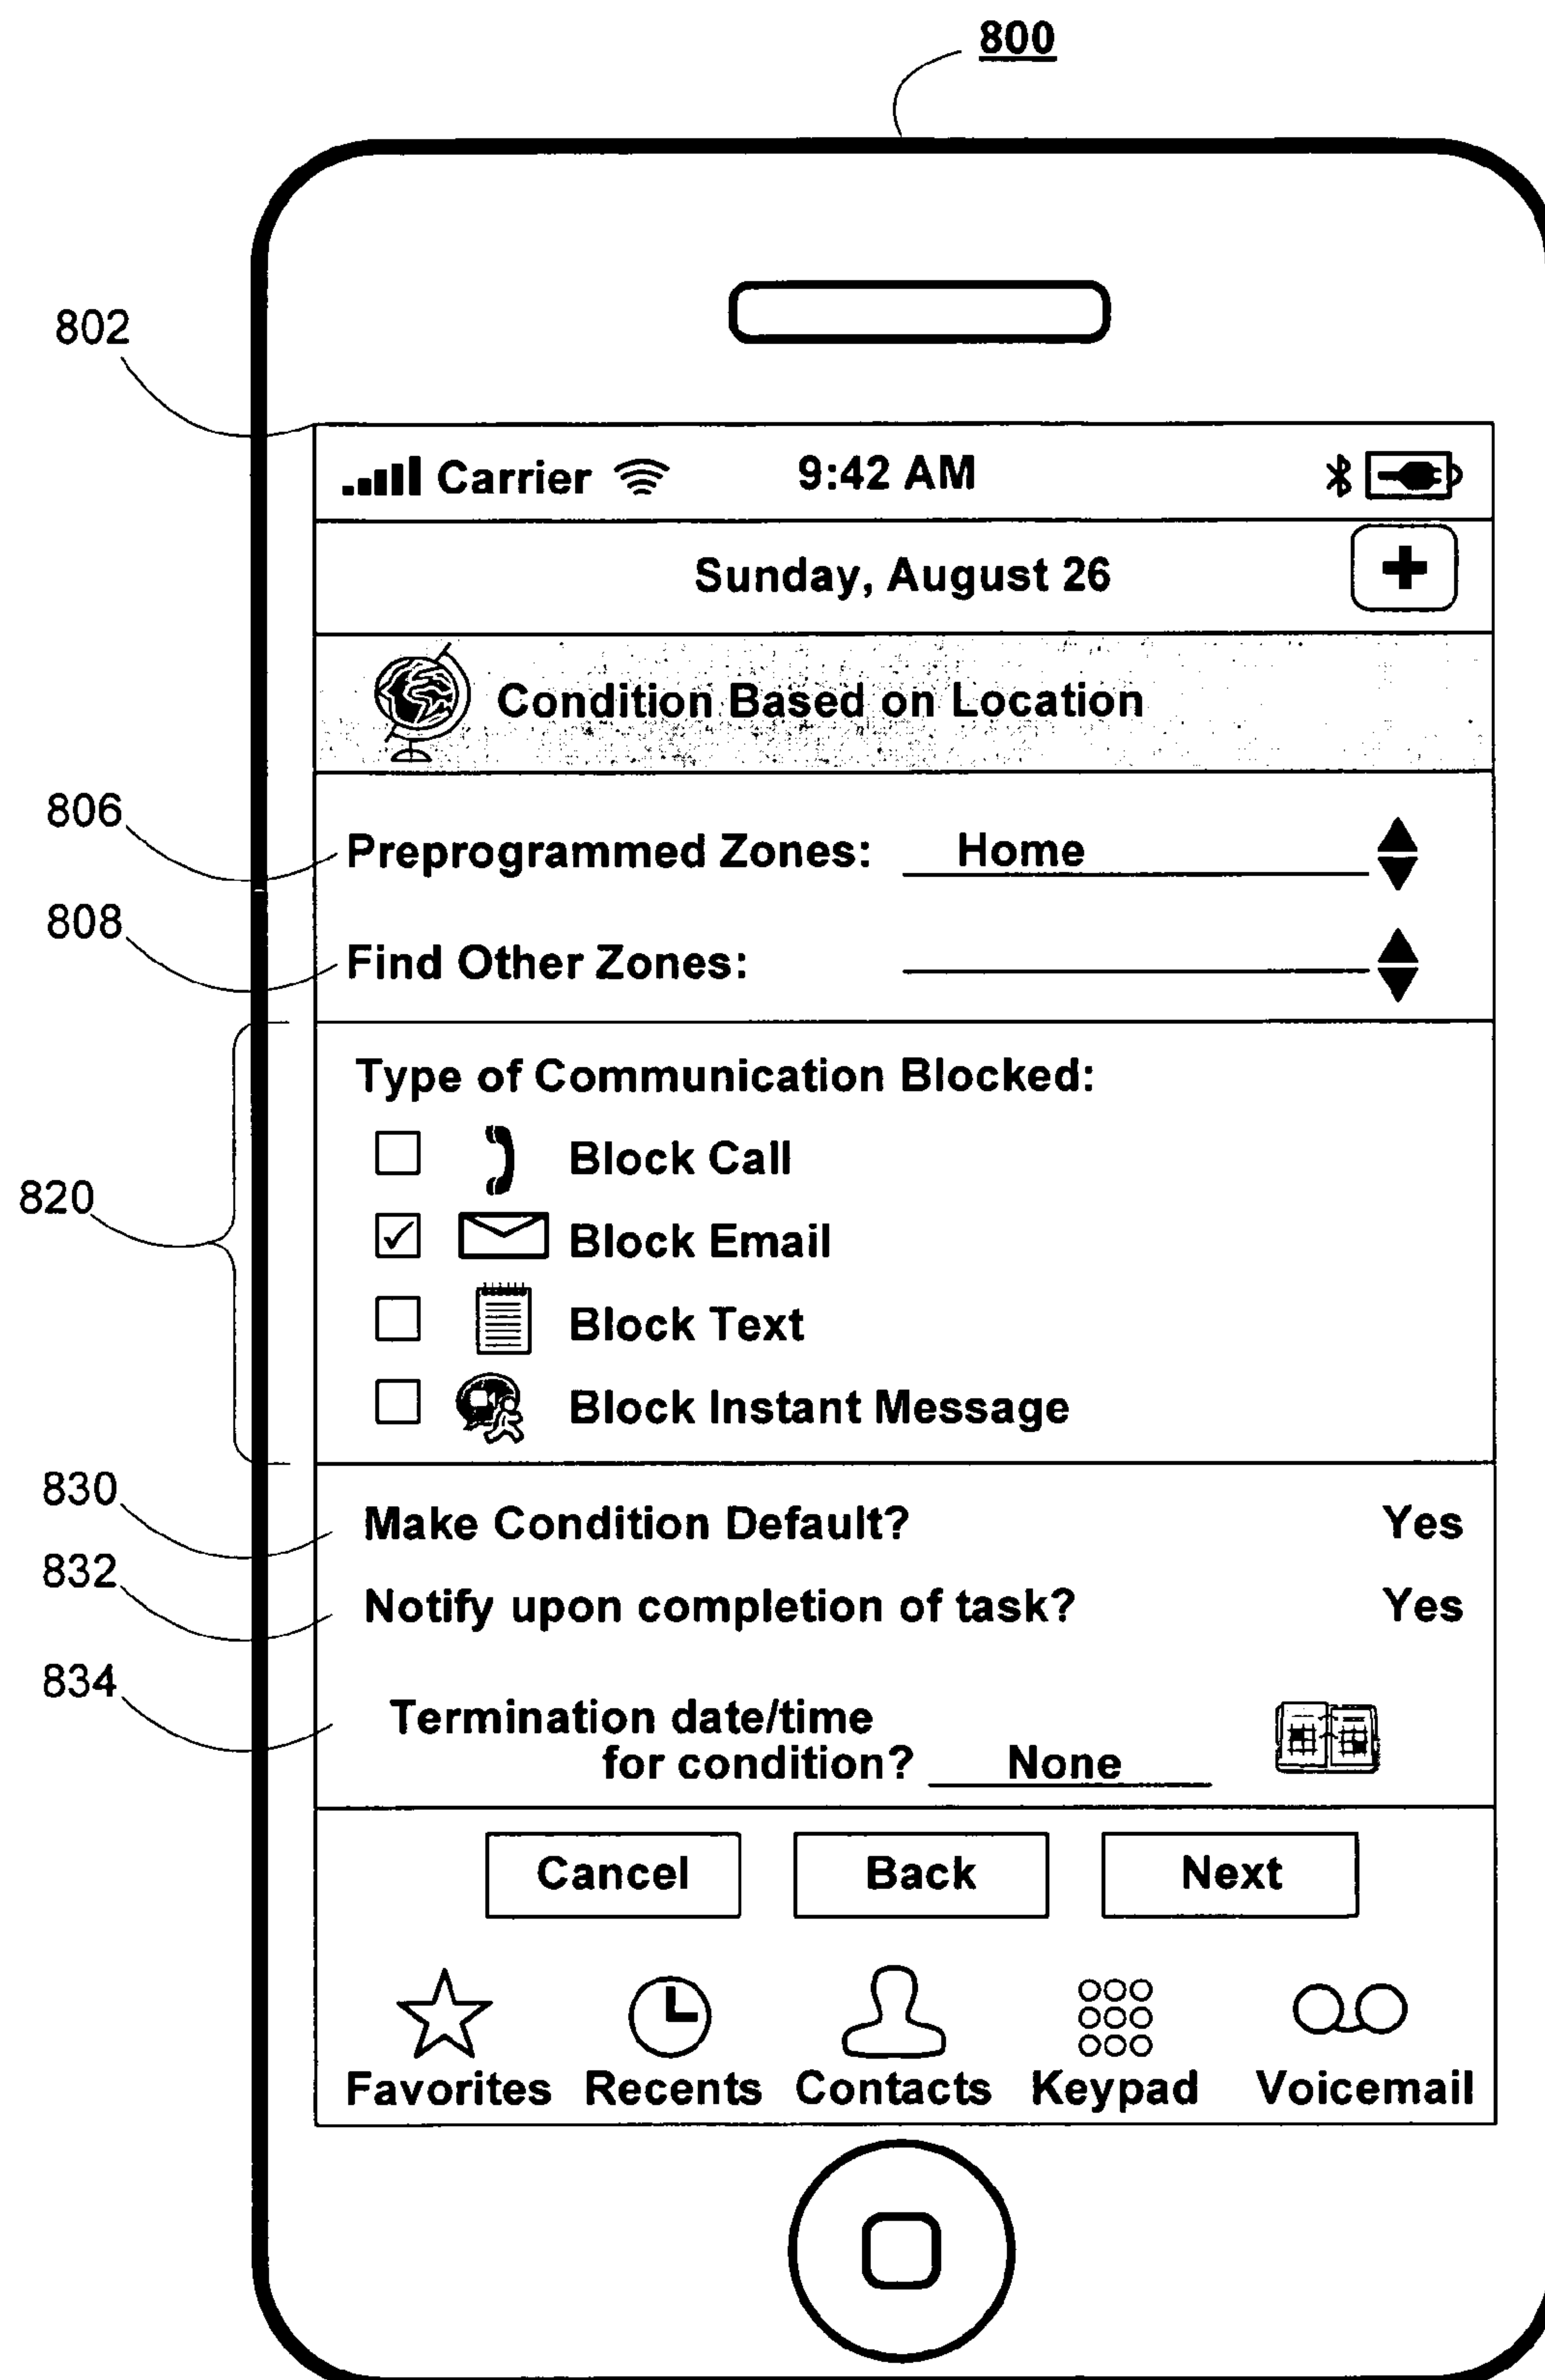 800
802
Carrier 9:42 AM
Sunday, August 26
Condition Based on Location
806
Preprogrammed Zones: Home
808
Find Other Zones:
Type of Communication Blocked:
Block Call
820
Block Email
Block Text
Block Instant Message
830
Make Condition Default? Yes
832
Notify upon completion of task? Yes
834
Termination date/time
for condition? None
Cancel Back Next
Favorites Recents Contacts Keypad Voicemail